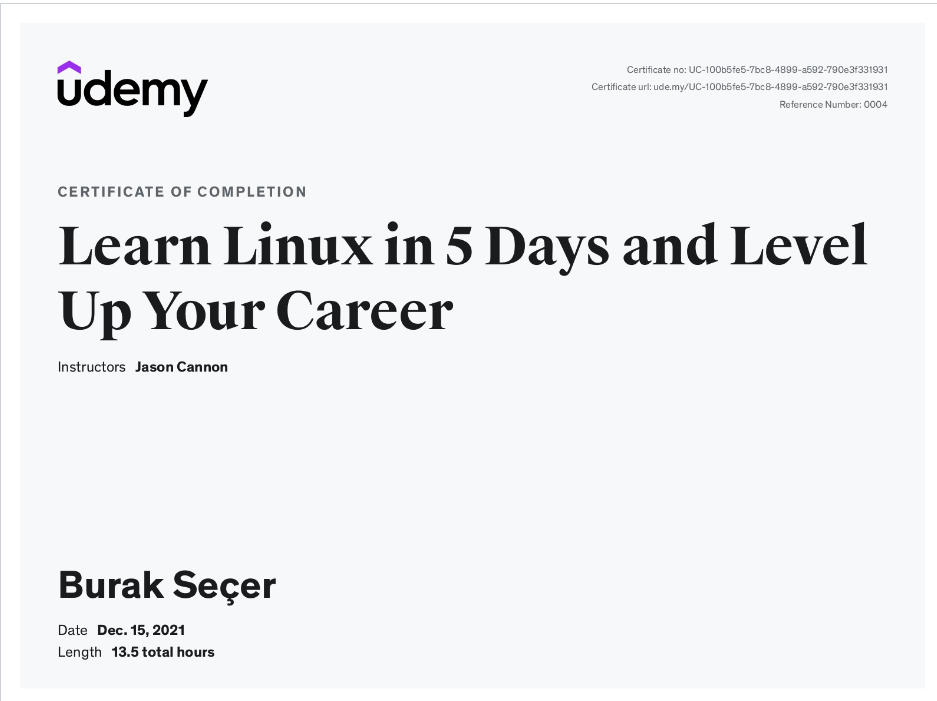 udemy
Certificate no: UC-100b5fe5-7bc8-4899-a592-790e3f331931
Certificate url: ude.my/UC-100b5fe5-7bc8-4899-a592-790e3f331931
Reference Number: 0004
CERTIFICATE OF COMPLETION
Learn Linux in 5 Days and Level
Up Your Career
Instructors Jason Cannon
Burak Seçer
Date Dec. 15, 2021
Length 13.5 total hours